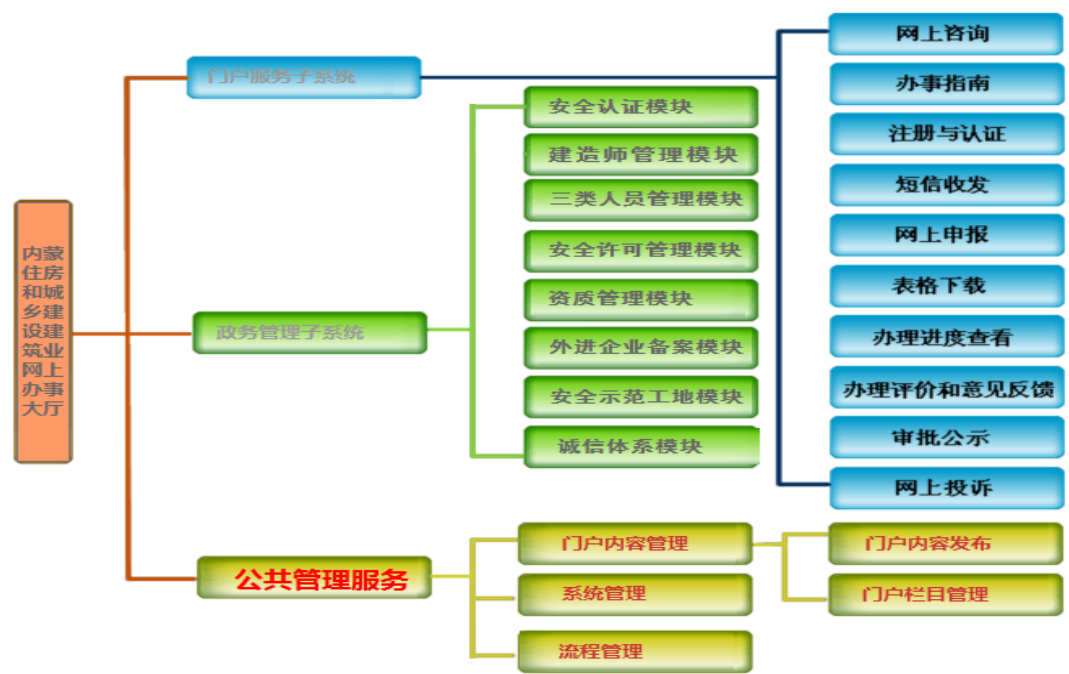 内蒙
住房
和城
乡建
设建
筑业
网上
办事
大厅
门户服务子系统
网上咨询
办事指南
注册与认证
短信收发
网上申报
表格下载
办理进度查看
办理评价和意见反馈
审批公示
网上投诉
政务管理子系统
安全认证模块
建造师管理模块
三类人员管理模块
安全许可管理模块
资质管理模块
外进企业备案模块
安全示范工地模块
诚信体系模块
公共管理服务
门户内容管理
门户内容发布
门户栏目管理
系统管理
流程管理